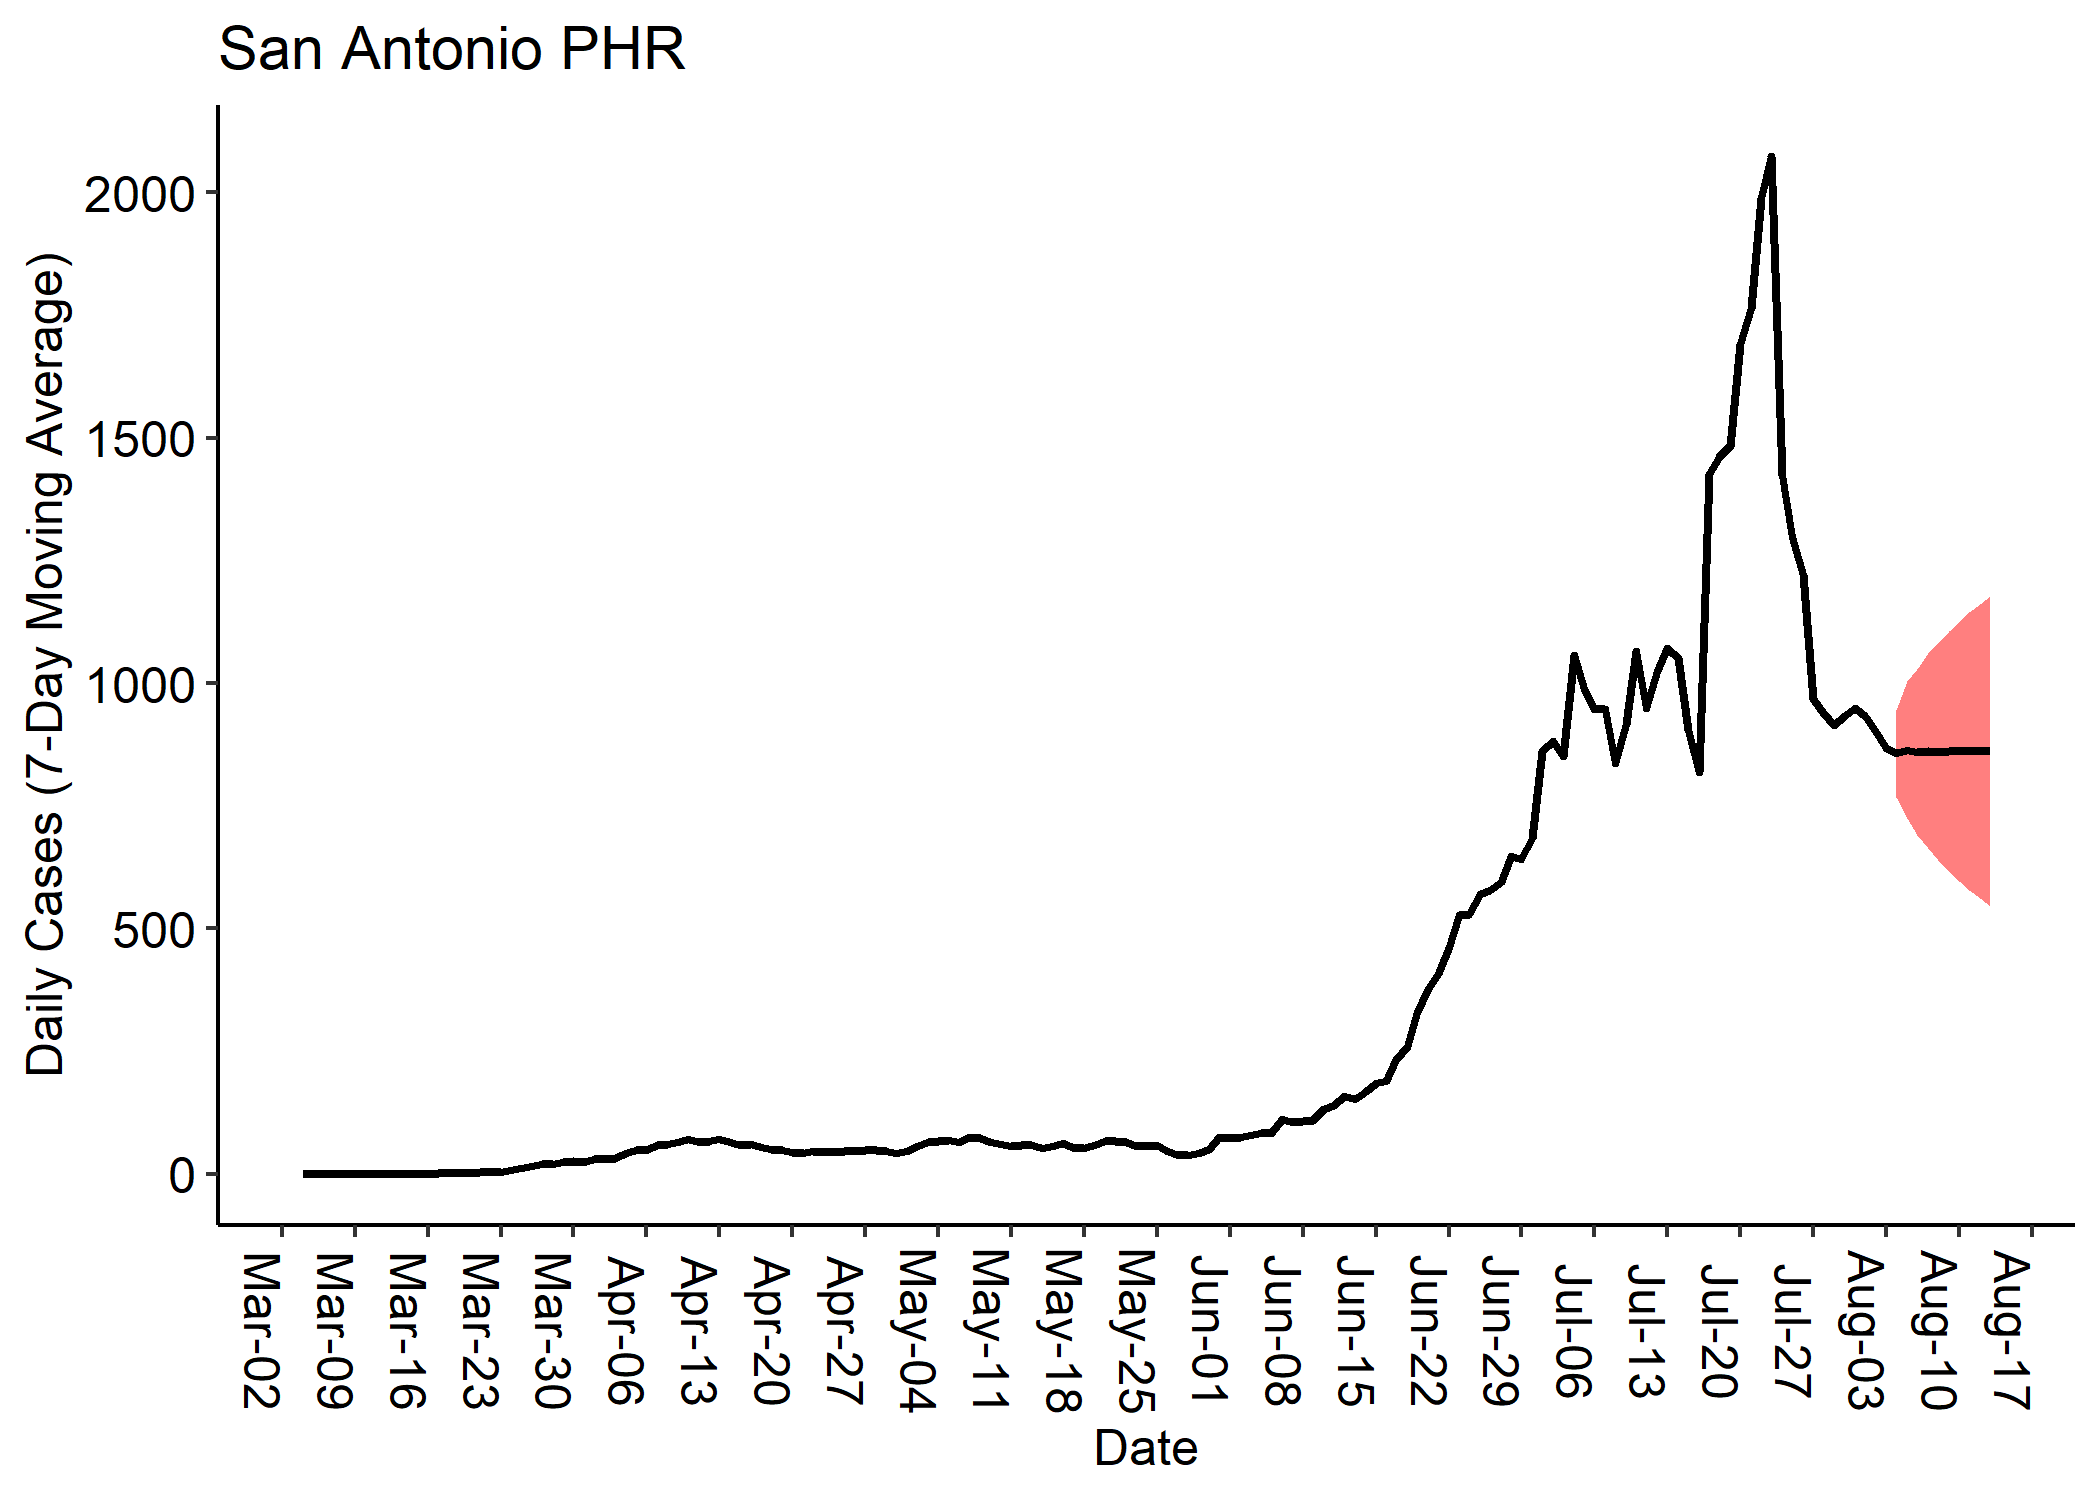 San Antonio PHR
Daily Cases (7-Day Moving Average)
2000
1500
1000
500
0
Mar-02
Mar-09
Mar-16
Mar-23
Mar-30
Apr-06
Apr-13
Apr-20
Apr-27
May-04
May-11
May-18
May-25
Jun-01
Jun-08
Jun-15
Jun-22
Jun-29
Jul-06
Jul-13
Jul-20
Jul-27
Aug-03
Aug-10
Aug-17
Date